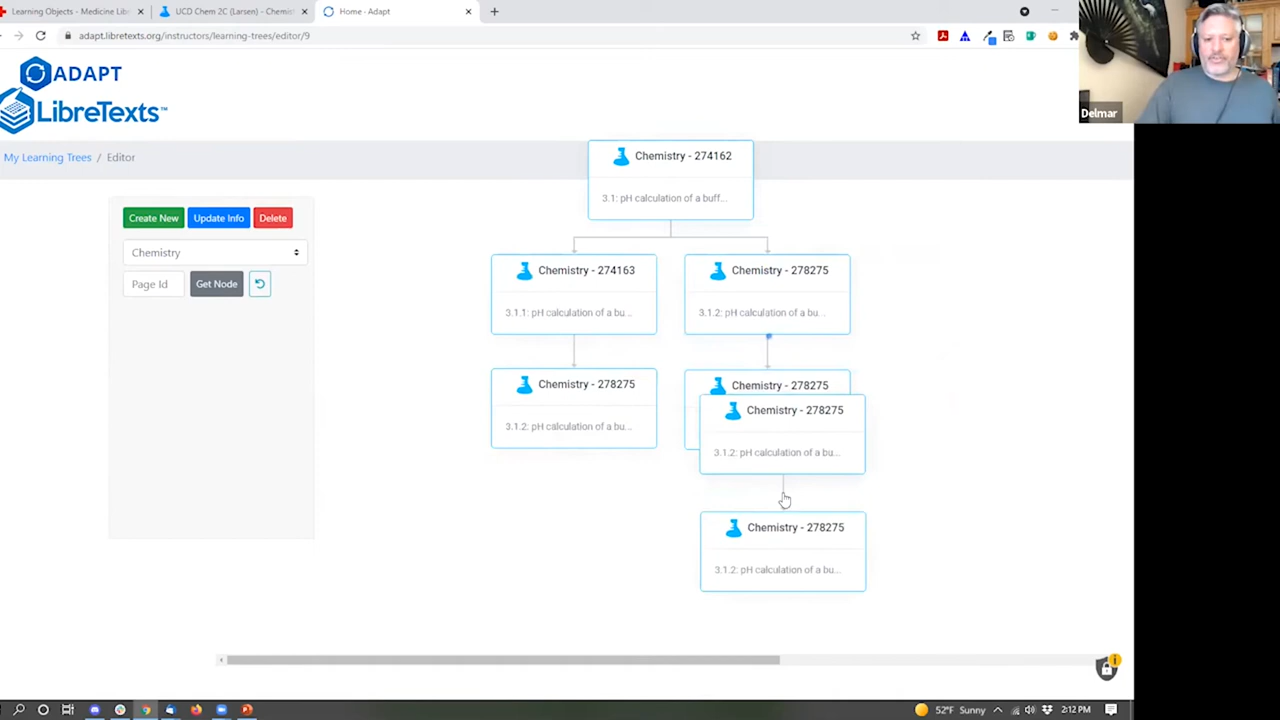 Learning Objects - Medicine Lib
UCD Chem 2C (Larsen) - Chemist
Home - Adapt
adapt.libretexts.org/instructors/learning-trees/editor/9
Delmar
ADAPT
LibreTexts™
My Learning Trees / Editor
Create New
Update Info
Delete
Chemistry
Page Id
Get Node
Chemistry - 274162
3.1: pH calculation of a buff...
Chemistry - 274163
3.1.1: pH calculation of a bu...
Chemistry - 278275
3.1.2: pH calculation of a bu...
Chemistry - 278275
3.1.2: pH calculation of a bu...
Chemistry - 278275
Chemistry - 278275
3.1.2: pH calculation of a bu...
Chemistry - 278275
3.1.2: pH calculation of a bu...
52°F Sunny
2:12 PM